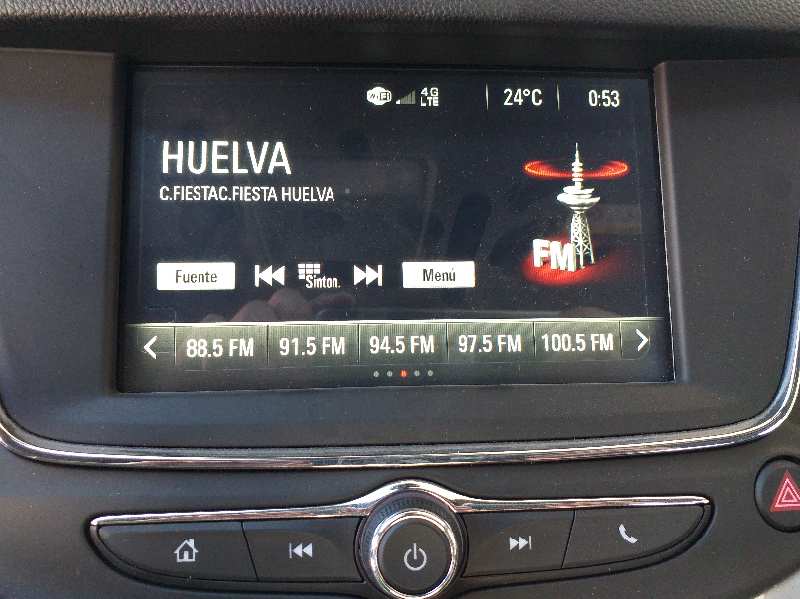 WiFi 4G LTE 24°C 0:53
HUELVA
C.FIESTAC.FIESTA HUELVA
FM
Fuente Sinton. Menú
88.5 FM 91.5 FM 94.5 FM 97.5 FM 100.5 FM